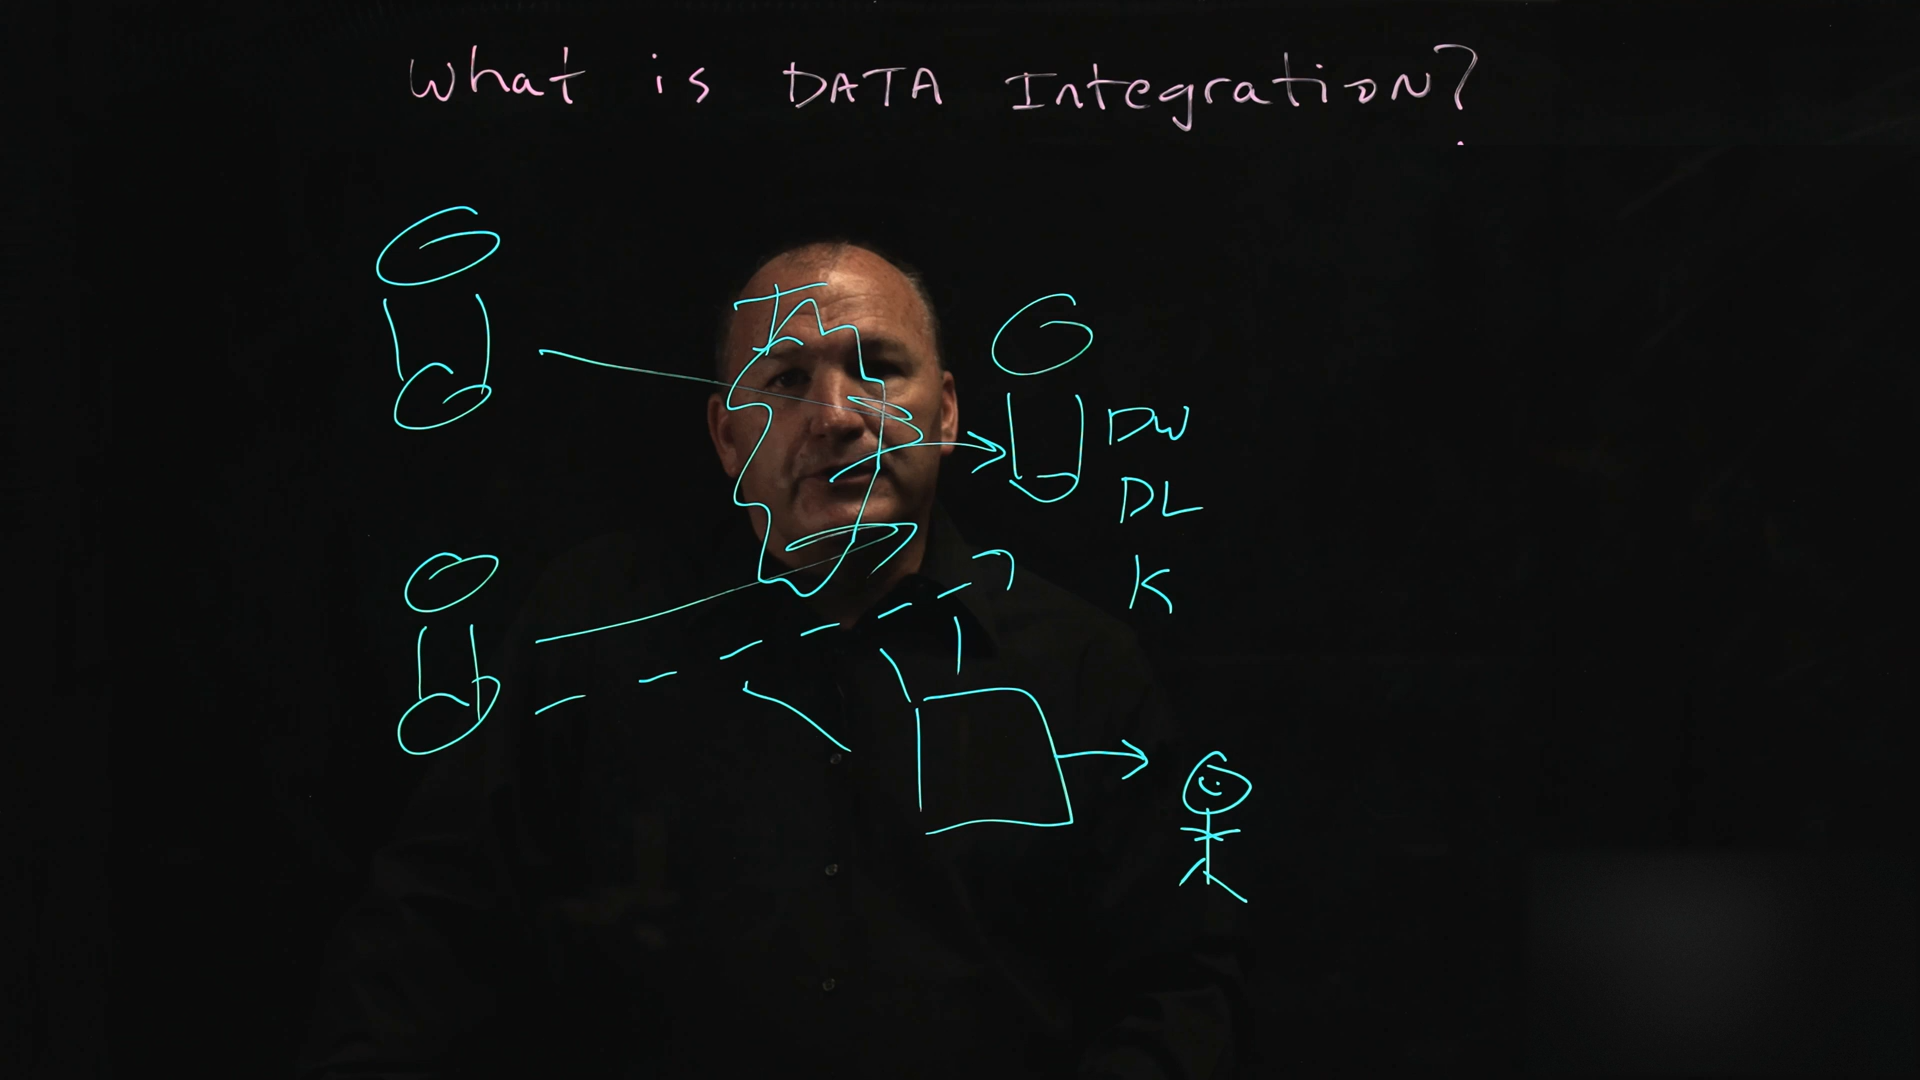 What is DATA Integration?
DW
DL
K